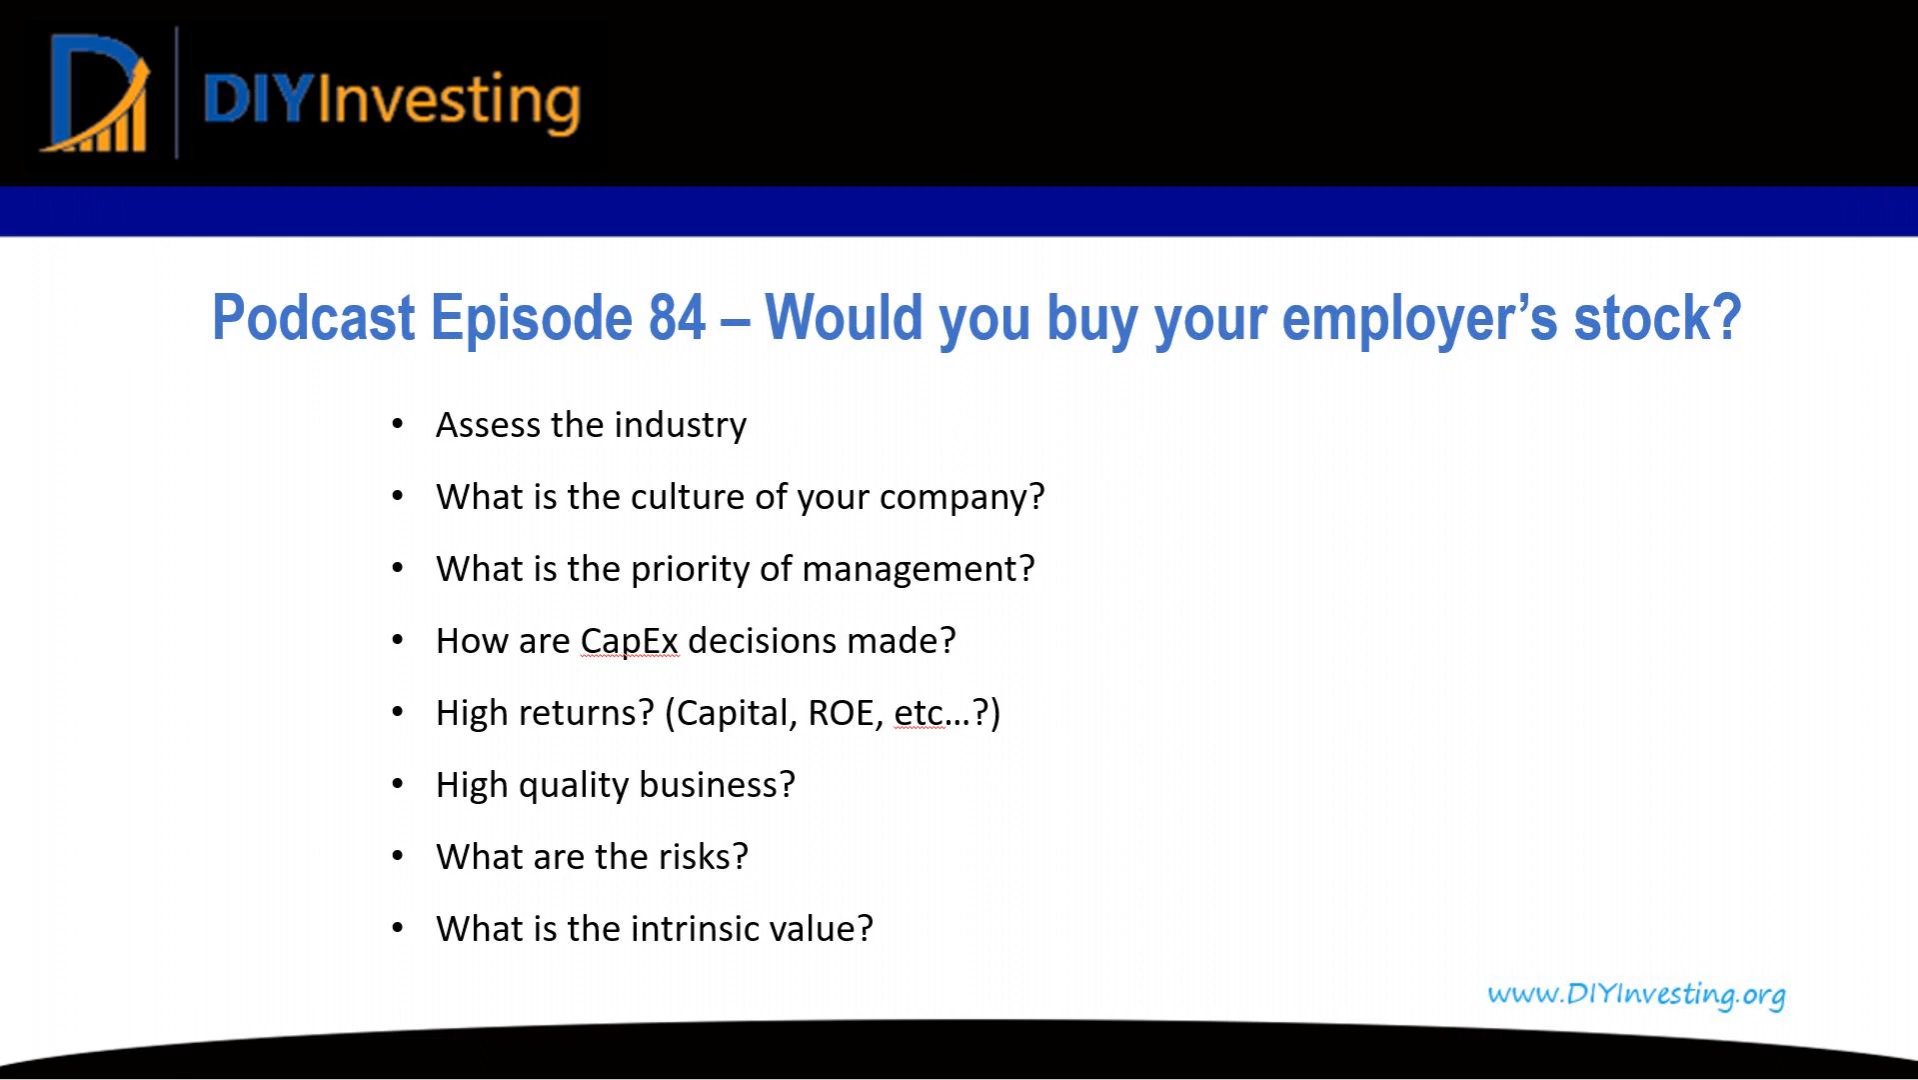 DIYInvesting
Podcast Episode 84 – Would you buy your employer’s stock?
• Assess the industry
• What is the culture of your company?
• What is the priority of management?
• How are CapEx decisions made?
• High returns? (Capital, ROE, etc…?)
• High quality business?
• What are the risks?
• What is the intrinsic value?
www.DIYInvesting.org